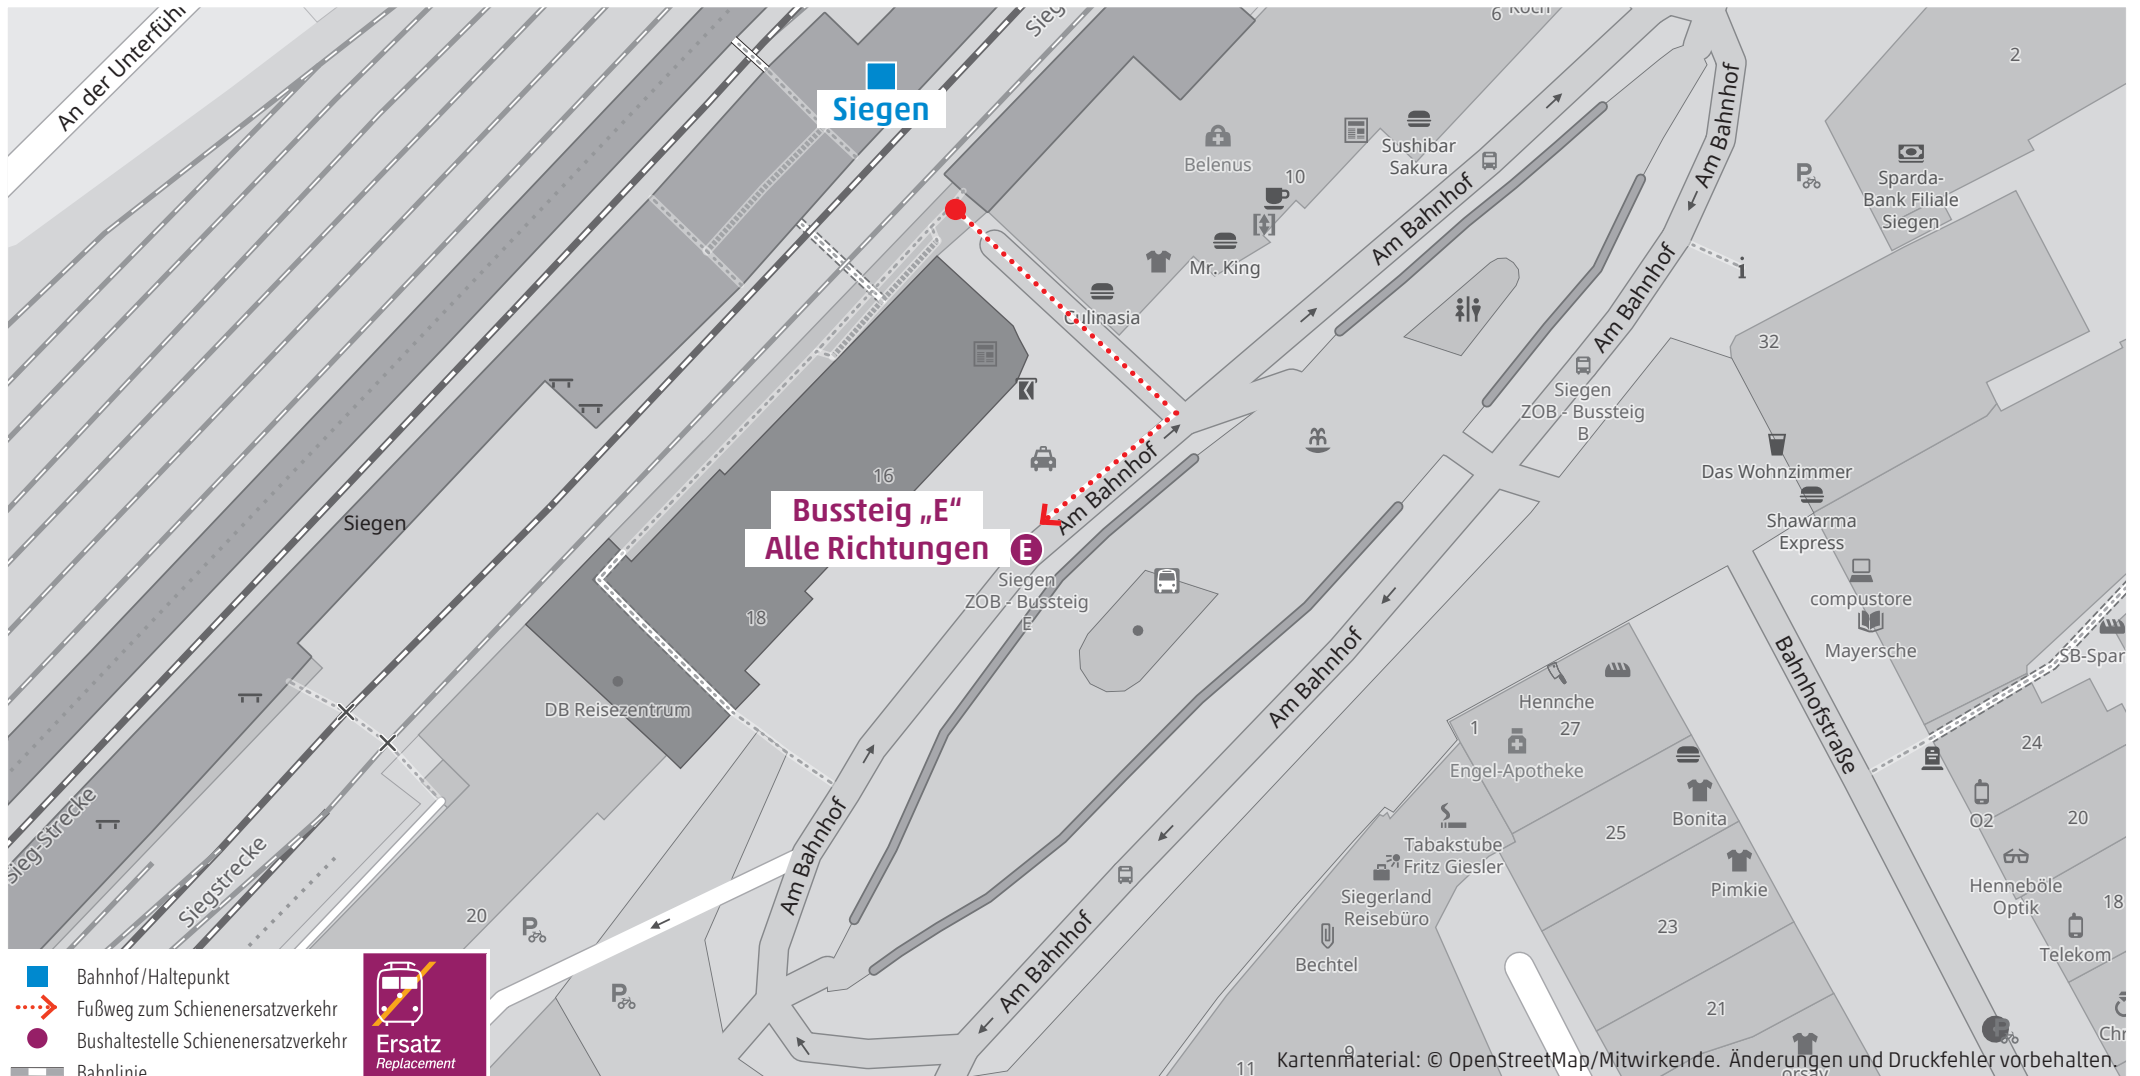 An der Unterfüh
Sieg
6 Koch
2
Siegen
Belenus
Sushibar
Sakura
10
Am Bahnhof
Am Bahnhof
Sparda-
Bank Filiale
Siegen
Mr. King
Culinasia
Am Bahnhof
i
32
Siegen
ZOB - Bussteig
B
16
Siegen
Bussteig „E“
Alle Richtungen
E
Am Bahnhof
Siegen
ZOB - Bussteig
E
Das Wohnzimmer
Shawarma
Express
compustore
Mayersche
SB-Spar
18
DB Reisezentrum
Am Bahnhof
Bahnhofstraße
Hennche
1
27
Engel-Apotheke
24
Bonita
O2
20
25
Tabakstube
Fritz Giesler
Pimkie
Siegerland
Reisebüro
Henneböle
Optik
18
23
Telekom
Bechtel
Sieg-Strecke
Siegstrecke
Am Bahnhof
Am Bahnhof
20
P
P
P
P
21
Chr
9
11
orsay
Bahnhof/Haltepunkt
Fußweg zum Schienenersatzverkehr
Bushaltestelle Schienenersatzverkehr
Bahnlinie
Ersatz
Replacement
Kartenmaterial: © OpenStreetMap/Mitwirkende. Änderungen und Druckfehler vorbehalten.